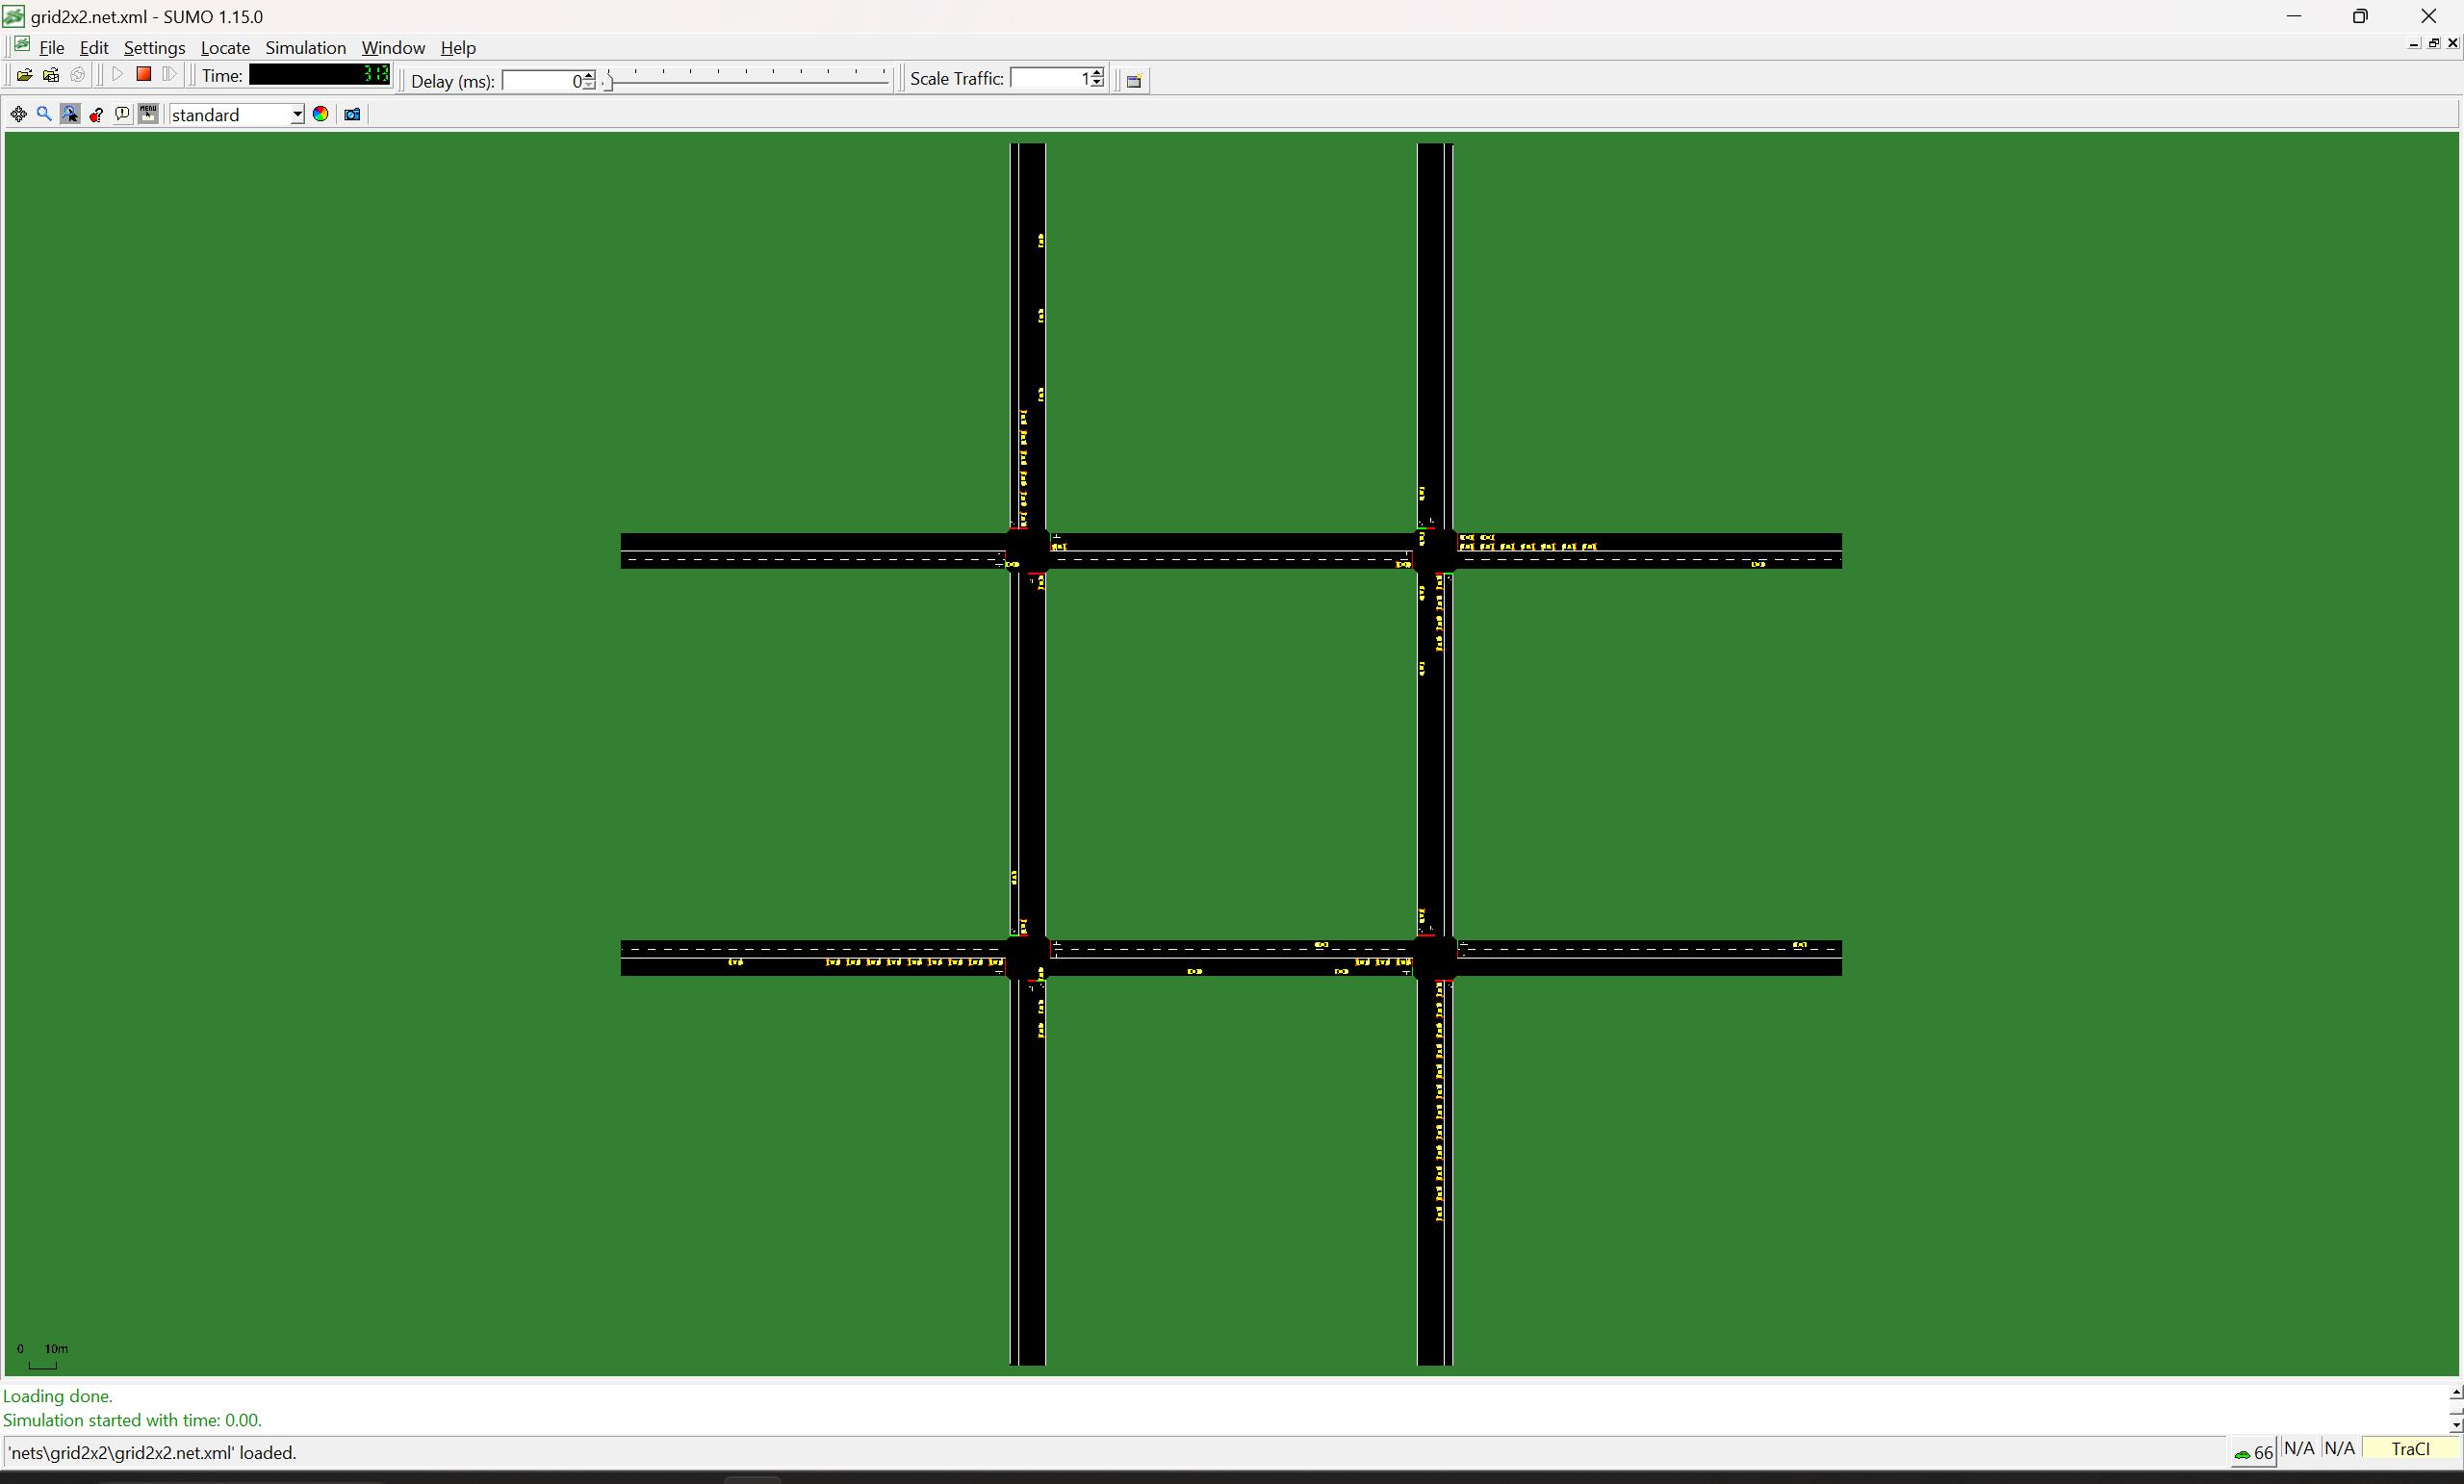 grid2x2.net.xml - SUMO 1.15.0
File Edit Settings Locate Simulation Window Help
Time: 313 Delay (ms): 0 Scale Traffic: 1
MENU standard
0 10m
Loading done.
Simulation started with time: 0.00.
'nets\grid2x2\grid2x2.net.xml' loaded. 66 N/A N/A TraCI